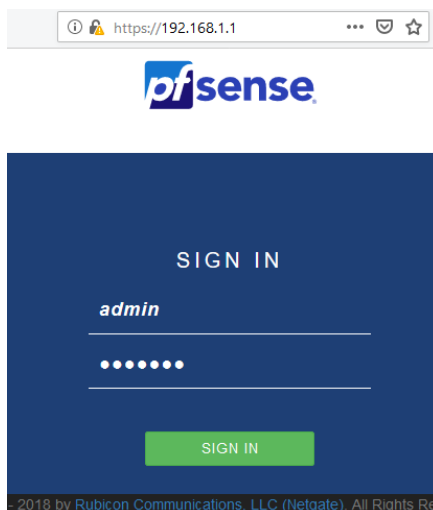 https://192.168.1.1
pfsense
SIGN IN
admin
•••••••
SIGN IN
- 2018 by Rubicon Communications, LLC (Netgate). All Rights Re